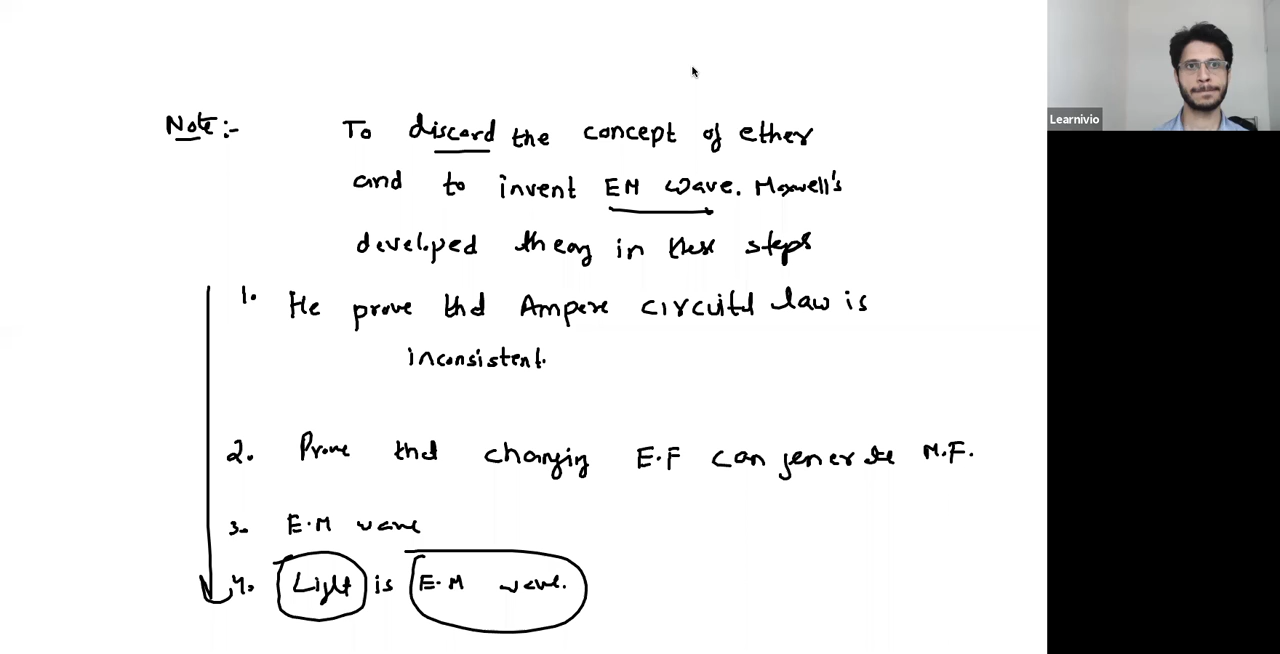 Note:- To discard the concept of ether
and to invent EM wave. Maxwell's
developed theory in these steps
1. He prove that Ampere circuital law is
inconsistent.
2. Prove that changing E.F can generate M.F.
3. E.M wave
4. Light is E.M wave.
Learnivio